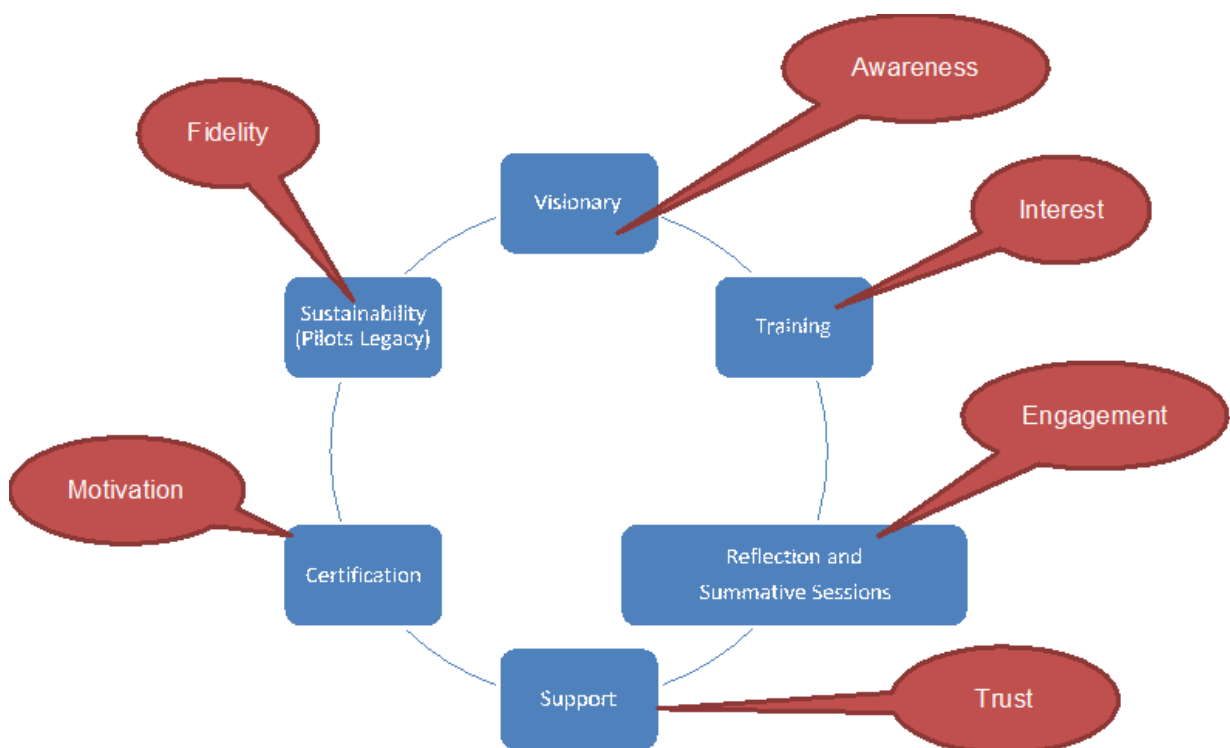 Awareness
Fidelity
Visionary
Interest
Sustainability
(Pilots Legacy)
Training
Engagement
Motivation
Reflection and
Summative Sessions
Certification
Support
Trust